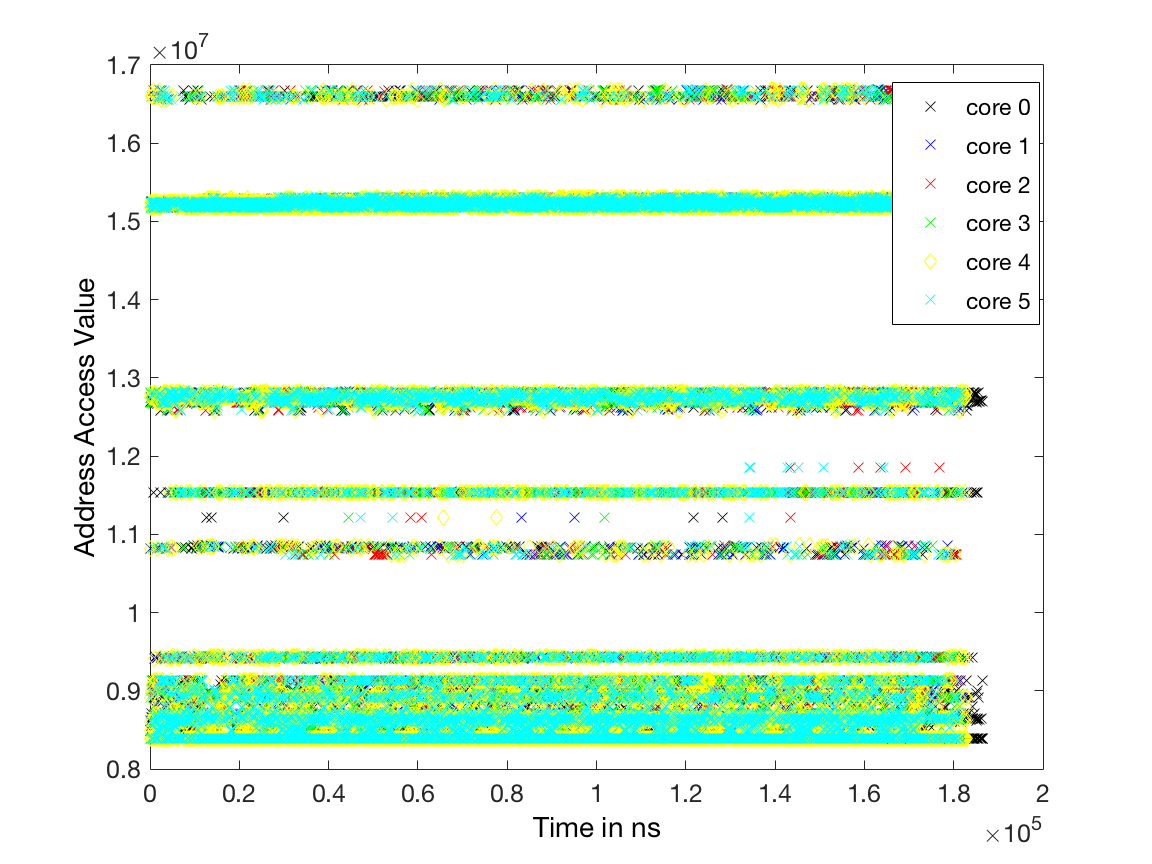 ×10^7
1.7
1.6
1.5
1.4
1.3
1.2
1.1
1
0.9
0.8
Address Access Value
core 0
core 1
core 2
core 3
core 4
core 5
0 0.2 0.4 0.6 0.8 1 1.2 1.4 1.6 1.8 2
Time in ns
×10^5